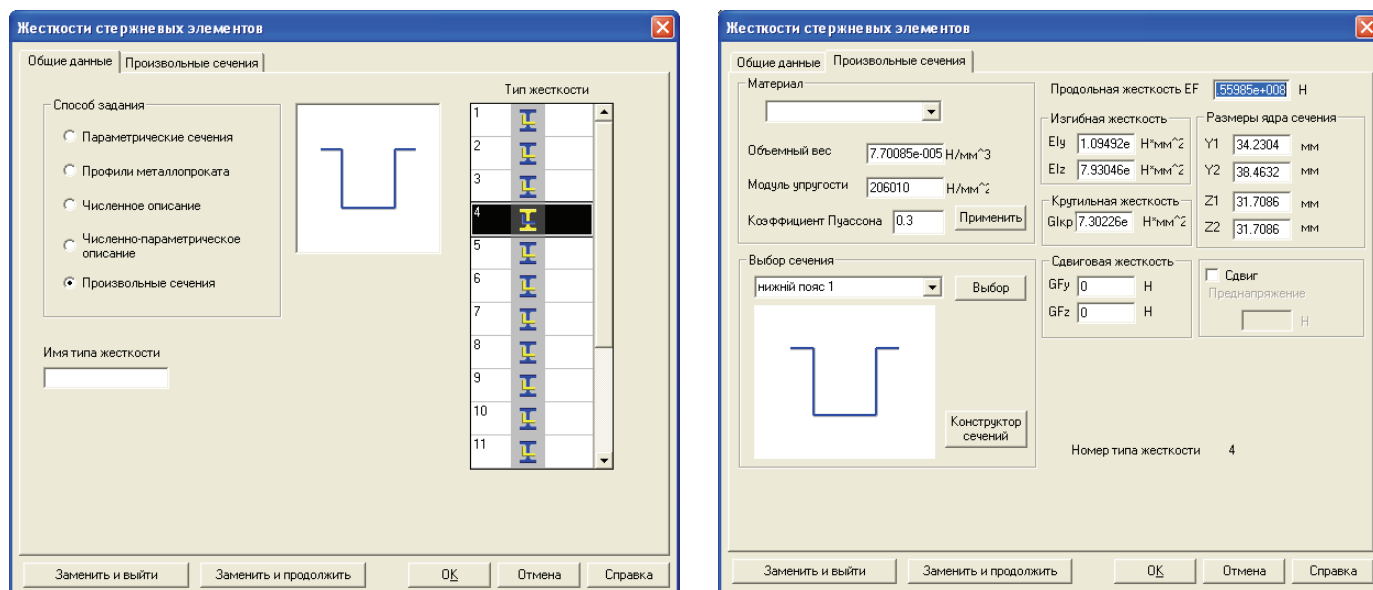 Жесткости стержневых элементов
Общие данные
Произвольные сечения
Способ задания
Параметрические сечения
Профили металлопроката
Численное описание
Численно-параметрическое
описание
Произвольные сечения
Имя типа жесткости
Тип жесткости
1
2
3
4
5
6
7
8
9
10
11
Заменить и выйти
Заменить и продолжить
OK
Отмена
Справка
Жесткости стержневых элементов
Общие данные
Произвольные сечения
Материал
Объемный вес 7.70085e-005 Н/мм^3
Модуль упругости 206010 Н/мм^2
Коэффициент Пуассона 0.3 Применить
Выбор сечения
нижній пояс 1 Выбор
Конструктор
сечений
Продольная жесткость EF .55985e+008 Н
Изгибная жесткость
EIy 1.09492e Н*мм^2
EIz 7.93046e Н*мм^2
Крутильная жесткость
GIкр 7.30226e Н*мм^2
Размеры ядра сечения
Y1 34.2304 мм
Y2 38.4632 мм
Z1 31.7086 мм
Z2 31.7086 мм
Сдвиговая жесткость
GFy 0 Н
GFz 0 Н
Сдвиг
Преднапряжение
Н
Номер типа жесткости 4
Заменить и выйти
Заменить и продолжить
OK
Отмена
Справка